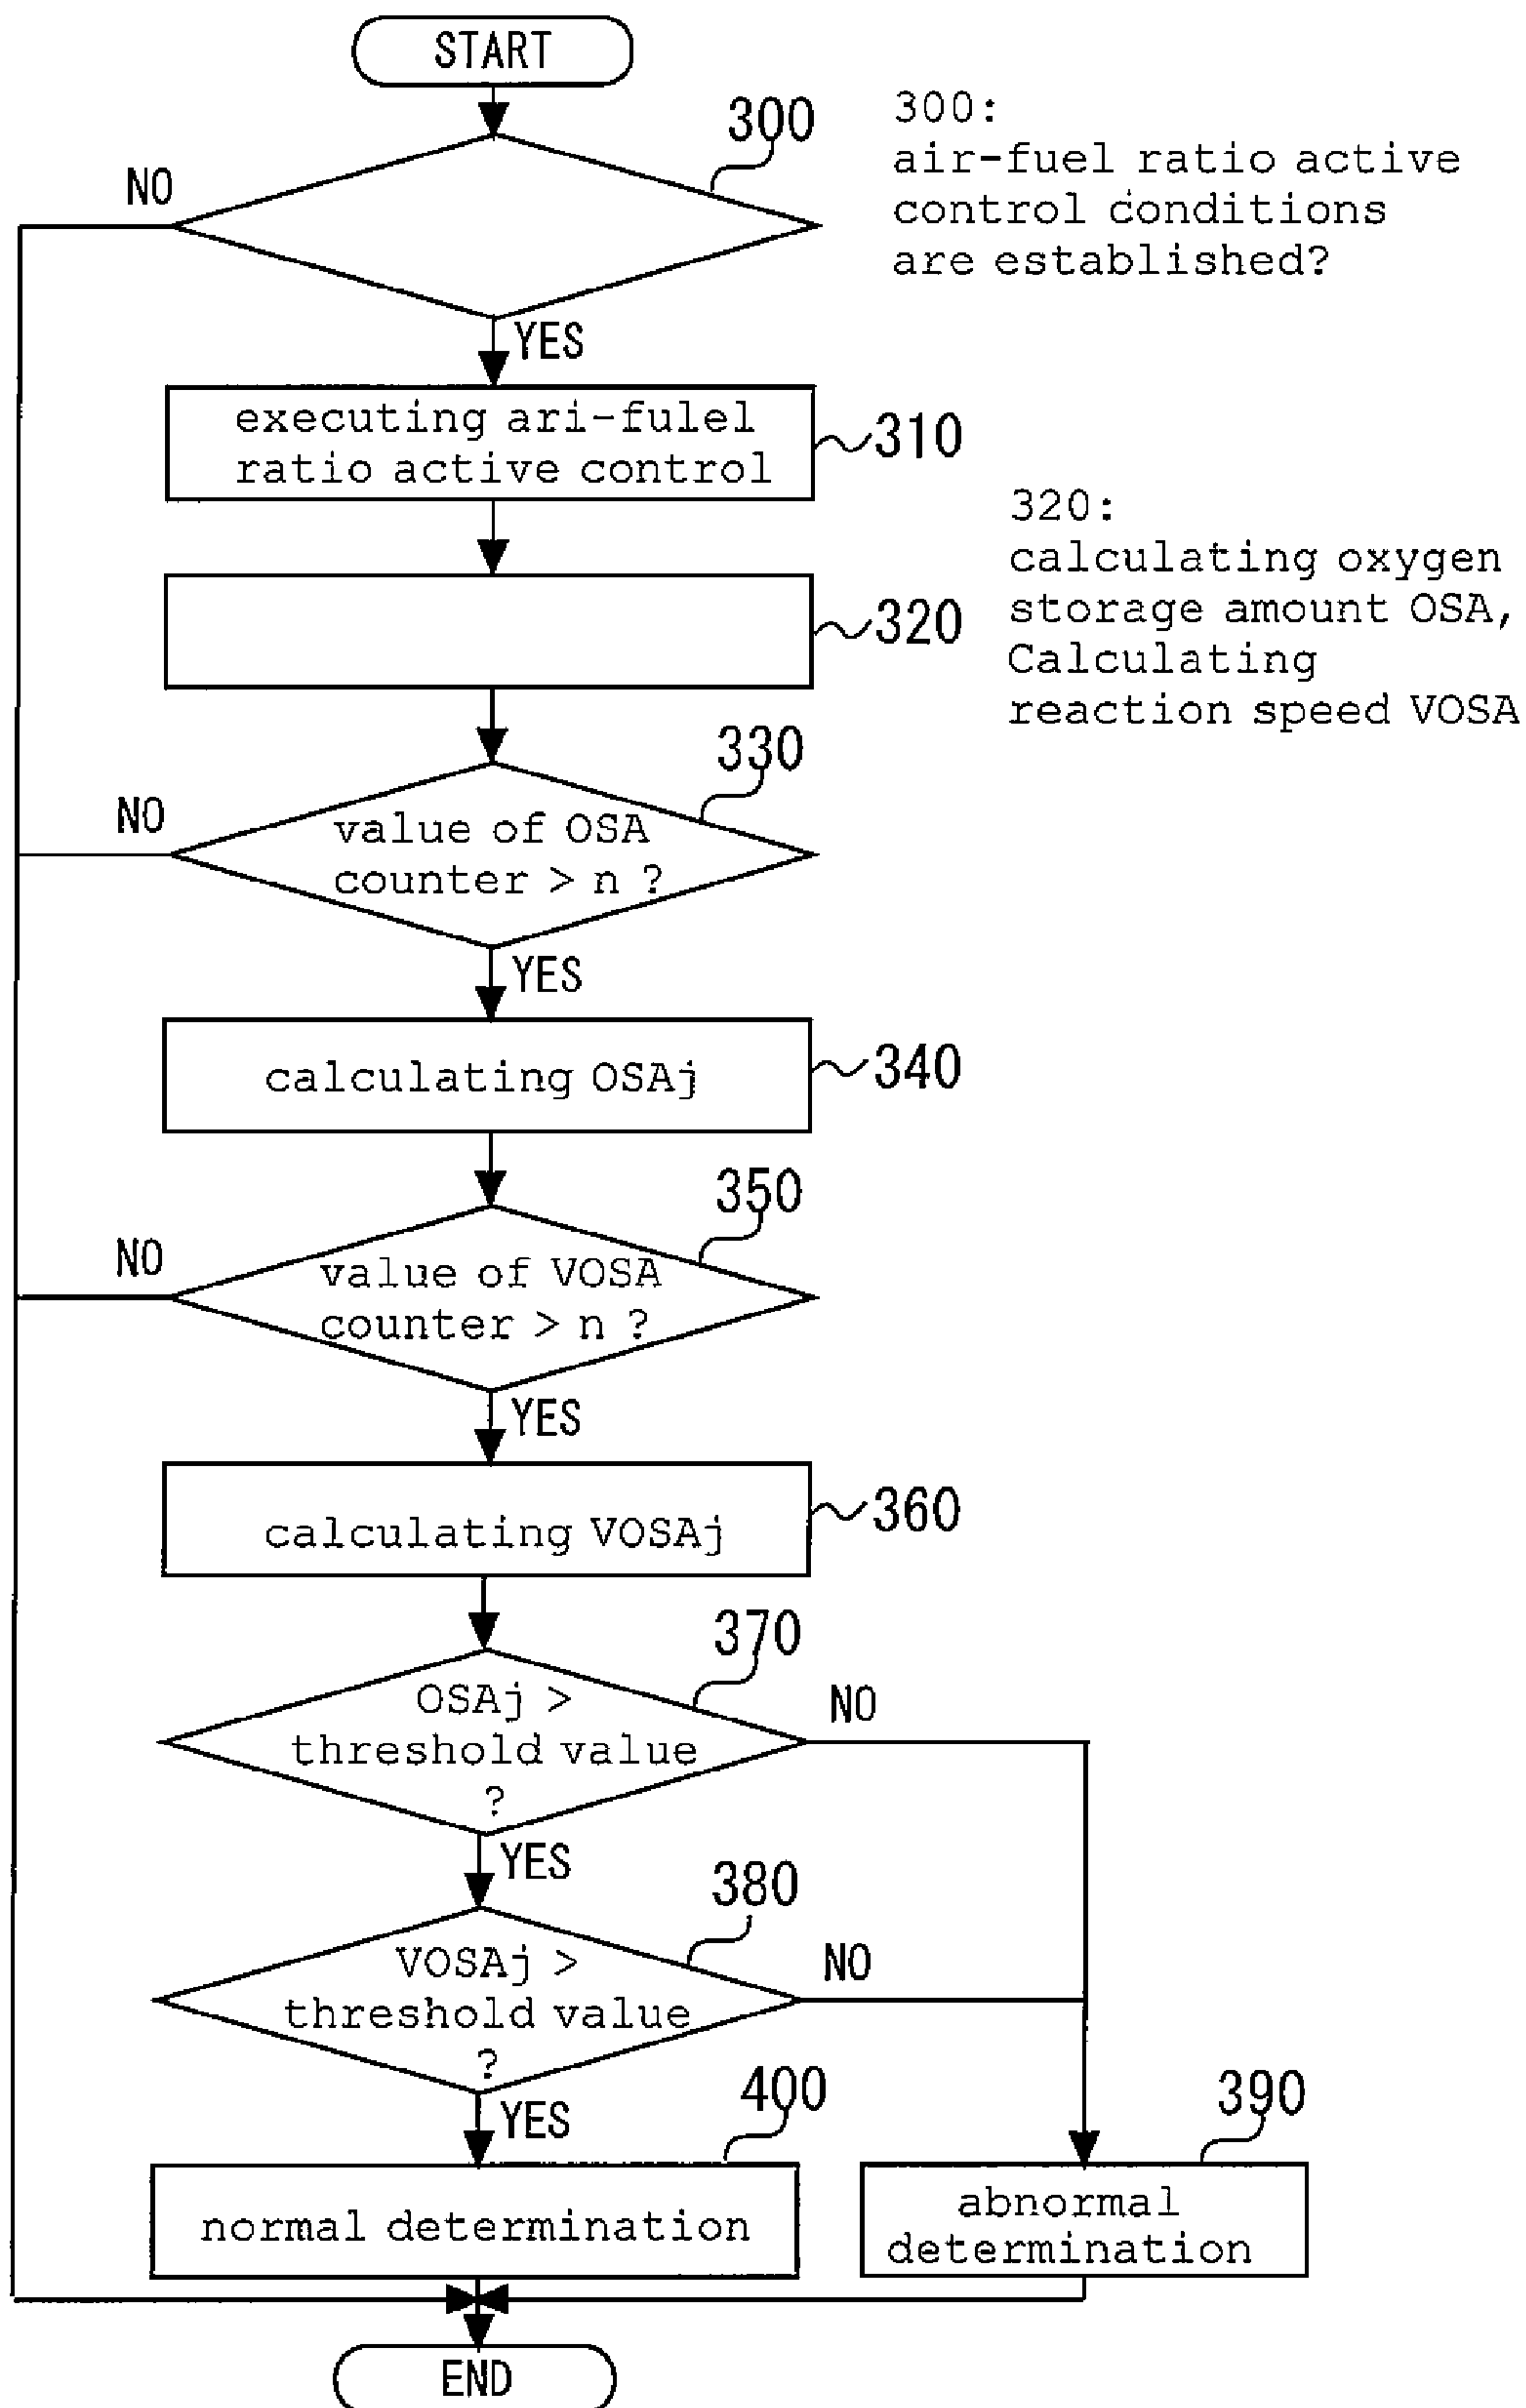 START
300
300:
air-fuel ratio active
control conditions
are established?
NO
YES
executing ari-fulel
ratio active control
310
320
320:
calculating oxygen
storage amount OSA,
Calculating
reaction speed VOSA
330
NO
value of OSA
counter > n ?
YES
calculating OSAj
340
350
NO
value of VOSA
counter > n ?
YES
calculating VOSAj
360
370
OSAj >
threshold value
?
NO
YES
380
VOSAj >
threshold value
?
NO
YES
400
normal determination
390
abnormal
determination
END